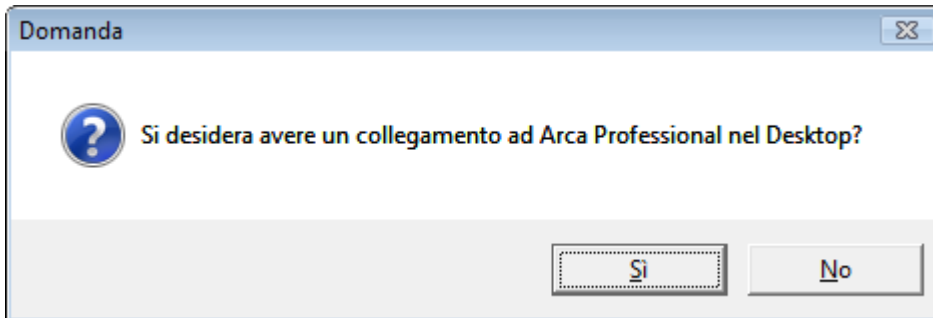 Domanda
Si desidera avere un collegamento ad Arca Professional nel Desktop?
Sì
No